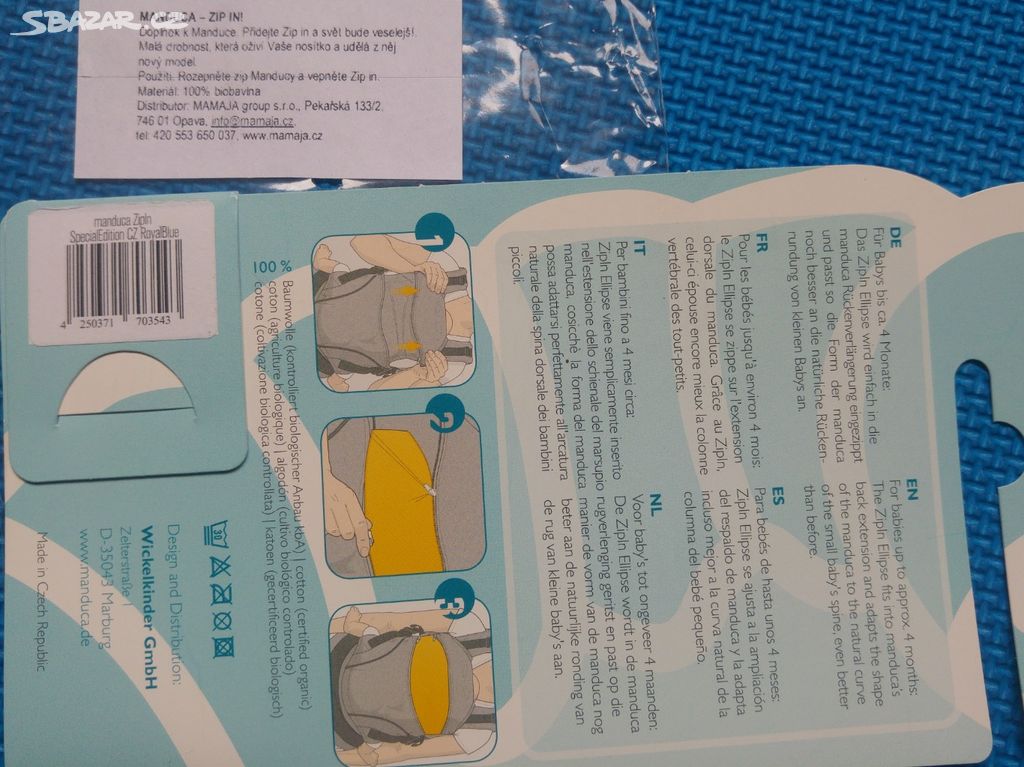 SBAZAR.CZ
MANDUCA – ZIP IN!
Doplněk k Manduce. Přidejte Zip in a svět bude veselejší.
Malá drobnost, která oživí Vaše nosítko a udělá z něj
nový model.
Použití: Rozepněte zip Manducy a vepněte Zip in.
Materiál: 100% biobavlna
Distributor: MAMAJA group s.r.o., Pekařská 133/2,
746 01 Opava, info@mamaja.cz,
tel: 420 553 650 037, www.mamaja.cz
manduca ZipIn
SpecialEdition CZ RoyalBlue
4 250371 703543
DE
Für Babys bis ca. 4 Monate:
Das ZipIn Ellipse wird einfach in die
manduca Rückenverlängerung eingezippt
und passt so die Form der manduca
noch besser an die natürliche Rücken-
rundung von kleinen Babys an.
FR
Pour les bébés jusqu'à environ 4 mois:
le ZipIn Ellipse se zippe sur l'extension
dorsale du manduca. Grâce au ZipIn,
celui-ci épouse encore mieux la colonne
vertébrale des tout-petits.
IT
Per bambini fino a 4 mesi circa:
ZipIn Ellipse viene semplicamente inserito
nell'estensione dello schienale del marsupio
manduca, cosicchè la forma del manduca
possa adattarsi perfettamente all'arcatura
naturale della spina dorsale dei bambini
piccoli.
EN
For babies up to approx. 4 months:
The ZipIn Ellipse fits into manduca's
back extension and adapts the shape
of the manduca to the natural curve
of the small baby's spine, even better
than before.
ES
Para bebés de hasta unos 4 meses:
ZipIn Ellipse se ajusta a la ampliación
del respaldo de manduca y la adapta
incluso mejor a la curva natural de la
columna del bebé pequeño.
NL
Voor baby's tot ongeveer 4 maanden:
De ZipIn Ellipse wordt in de manduca
rugverlenging geritst en past op die
manier de vorm van de manduca nog
beter aan de natuurlijke ronding van
de rug van kleine baby's aan.
1
2
3
100 % Baumwolle (kontrolliert biologischer Anbau kbA) | cotton (certified organic)
coton (agriculture biologique) | algodón (cultivo biológico controlado)
cotone (coltivazione biologica controllata) | katoen (gecertificeerd biologisch)
30
Design and Distribution:
Wickelkinder GmbH
Zeiterstraße 1
D-35043 Marburg
www.manduca.de
Made in Czech Republic